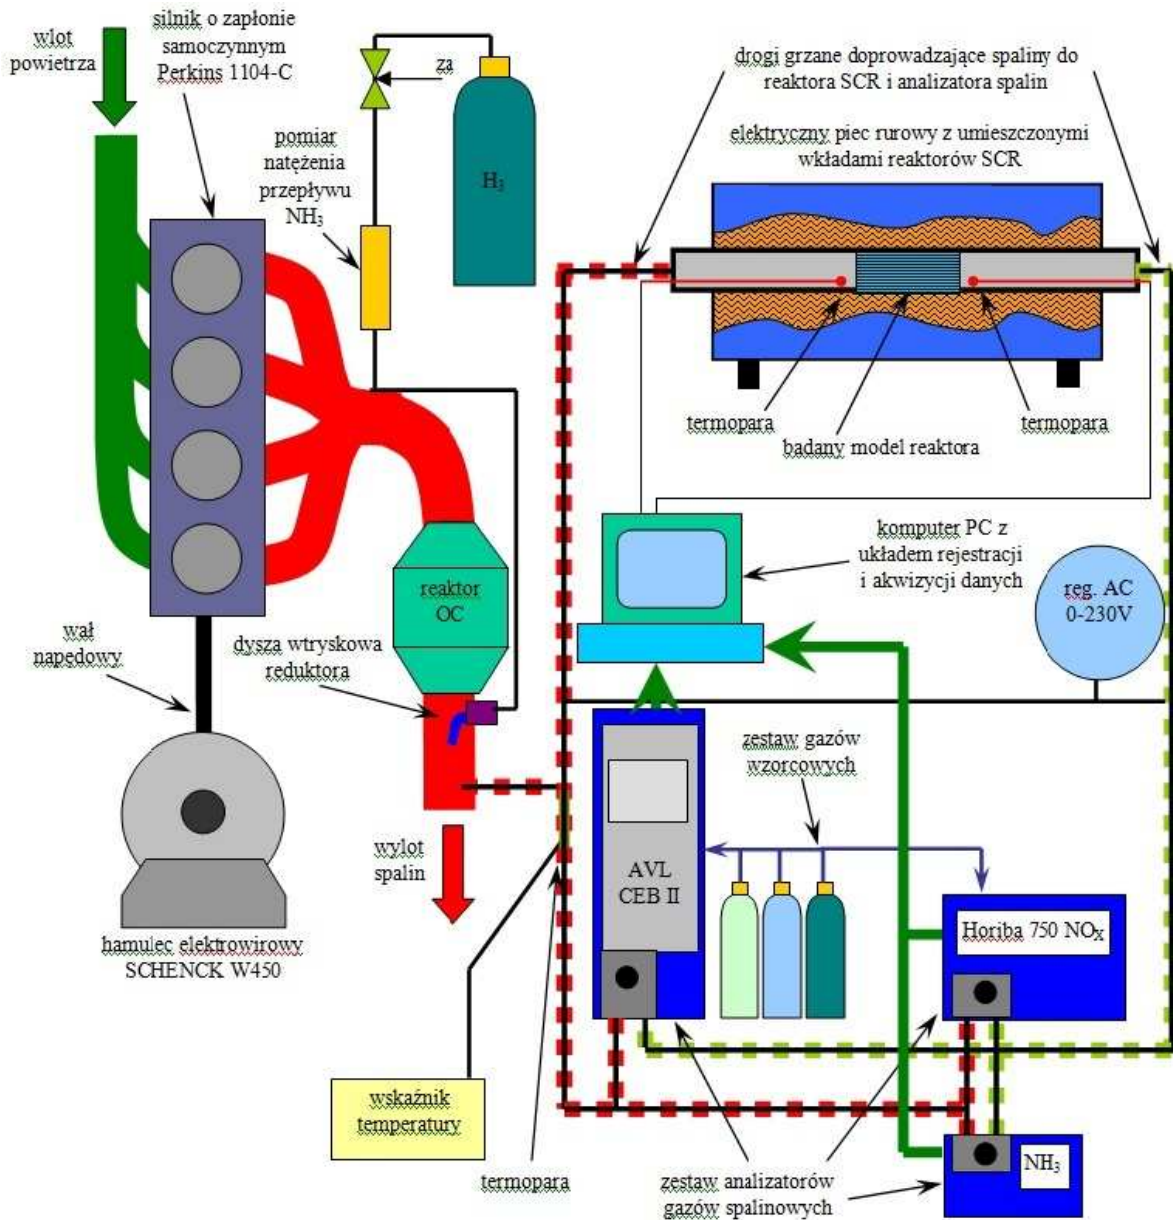 wlot
powietrza
silnik o zapłonie
samoczynnym
Perkins 1104-C
za
pomiar
natężenia
przepływu
NH₃
H₃
drogi grzane doprowadzające spaliny do
reaktora SCR i analizatora spalin
elektryczny piec rurowy z umieszczonymi
wkładami reaktorów SCR
termopara
badany model reaktora
termopara
komputer PC z
układem rejestracji
i akwizycji danych
reg. AC
0-230V
reaktor
OC
wał
napędowy
dysza wtryskowa
reduktora
zestaw gazów
wzorcowych
wylot
spalin
AVL
CEB II
Horiba 750 NOX
hamulec elektrowirowy
SCHENCK W450
wskaźnik
temperatury
termopara
zestaw analizatorów
gazów spalinowych
NH₃